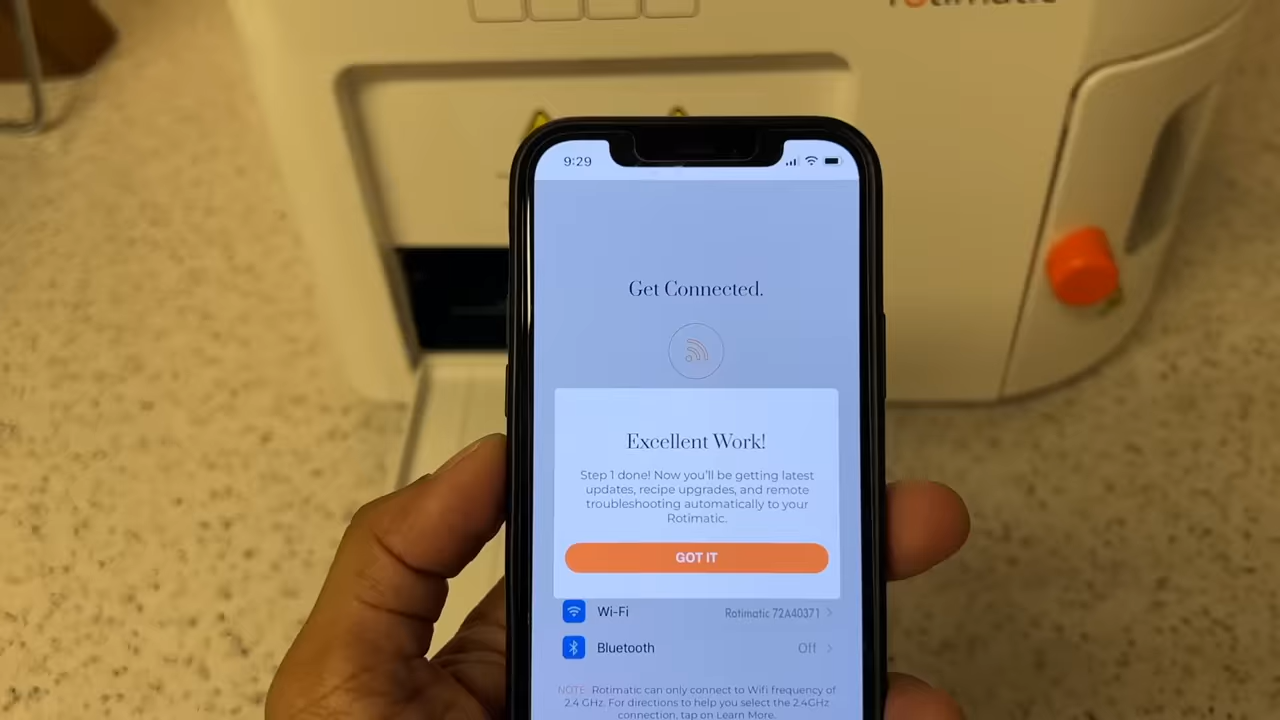 rotimatic
9:29
Get Connected.
Excellent Work!
Step 1 done! Now you'll be getting latest
updates, recipe upgrades, and remote
troubleshooting automatically to your
Rotimatic.
GOT IT
Wi-Fi Rotimatic 72A40371
Bluetooth Off
NOTE: Rotimatic can only connect to Wifi frequency of
2.4 GHz. For directions to help you select the 2.4GHz
connection, tap on Learn More.